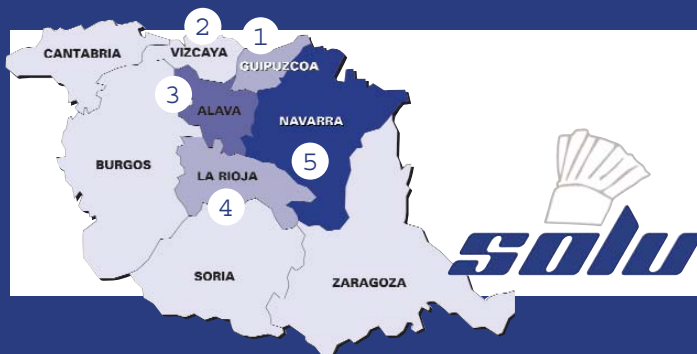 2
1
CANTABRIA
VIZCAYA
GUIPUZCOA
3
ALAVA
NAVARRA
BURGOS
5
LA RIOJA
4
SORIA
ZARAGOZA
solu